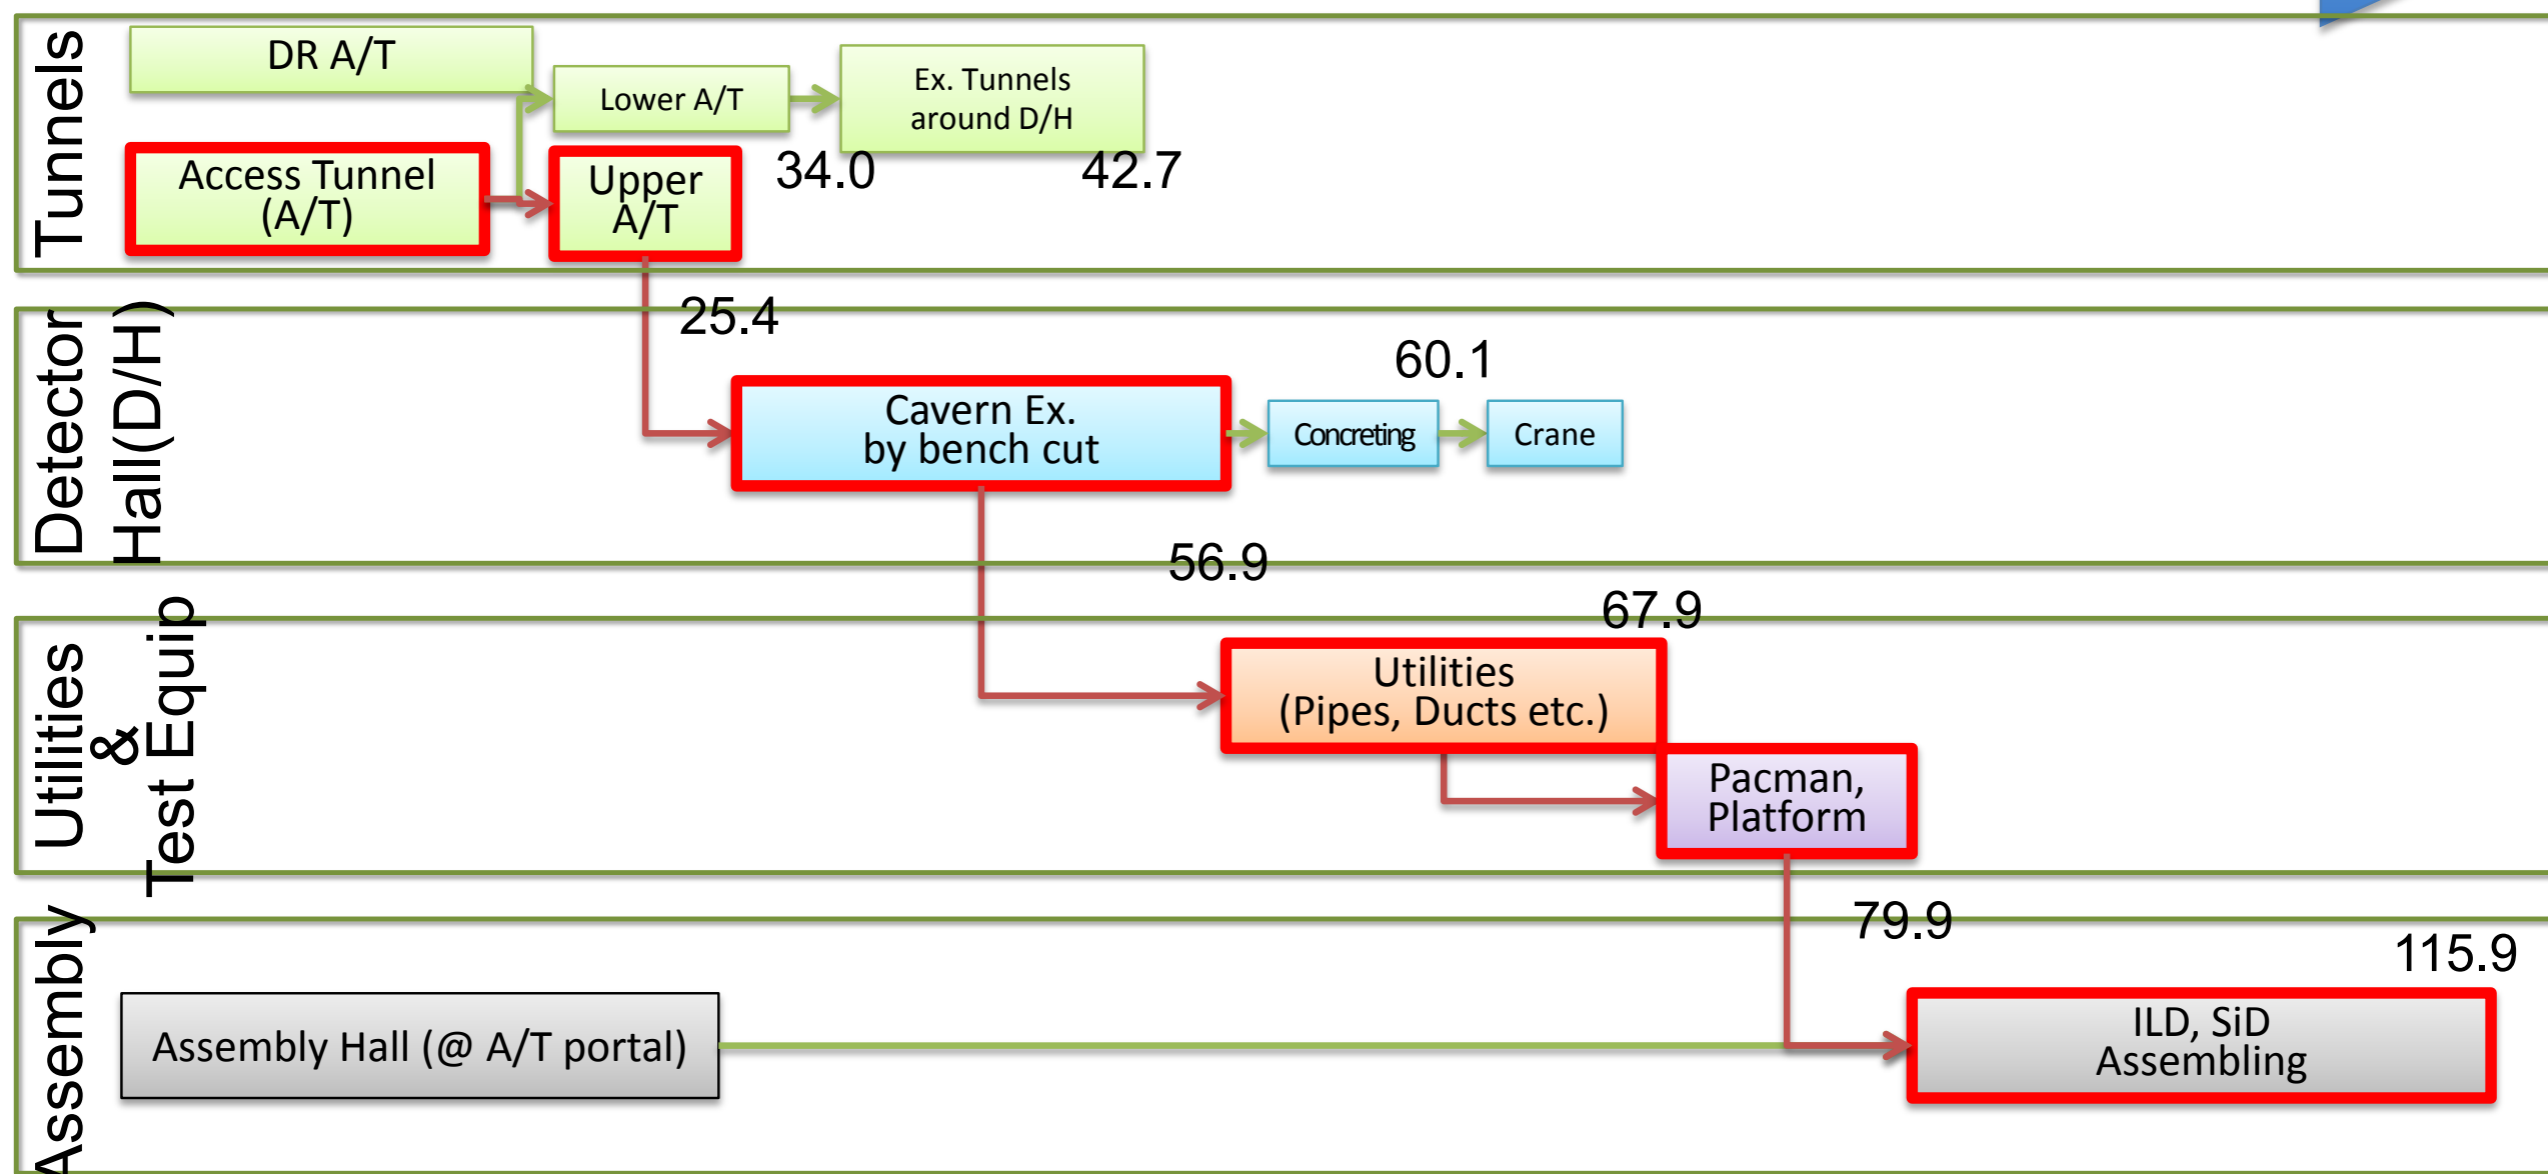 Tunnels
DR A/T
Lower A/T
Ex. Tunnels
around D/H
Access Tunnel
(A/T)
Upper
A/T
34.0
42.7
Detector
Hall(D/H)
25.4
60.1
Cavern Ex.
by bench cut
Concreting
Crane
56.9
Utilities
&
Test Equip
67.9
Utilities
(Pipes, Ducts etc.)
Pacman,
Platform
Assembly
79.9
115.9
Assembly Hall (@ A/T portal)
ILD, SiD
Assembling